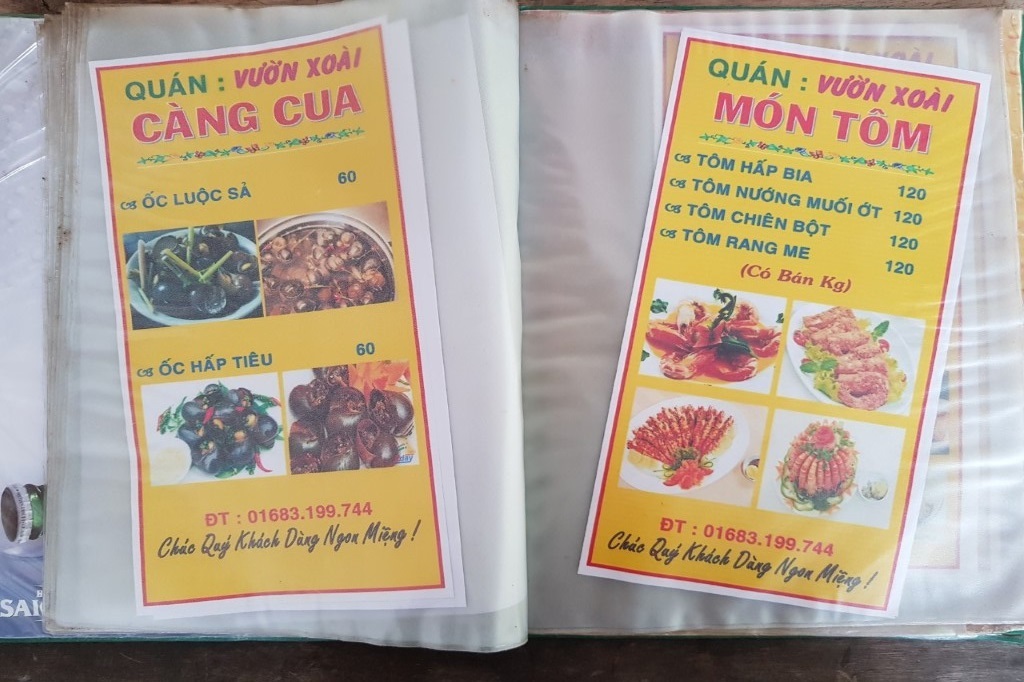 QUÁN : VƯỜN XOÀI
CÀNG CUA
ỐC LUỘC SẢ 60
ỐC HẤP TIÊU 60
ĐT : 01683.199.744
Chúc Quý Khách Dùng Ngon Miệng !
SAIG
QUÁN : VƯỜN XOÀI
MÓN TÔM
TÔM HẤP BIA 120
TÔM NƯỚNG MUỐI ỚT 120
TÔM CHIÊN BỘT 120
TÔM RANG ME 120
(Có Bán Kg)
ĐT : 01683.199.744
Chúc Quý Khách Dùng Ngon Miệng !